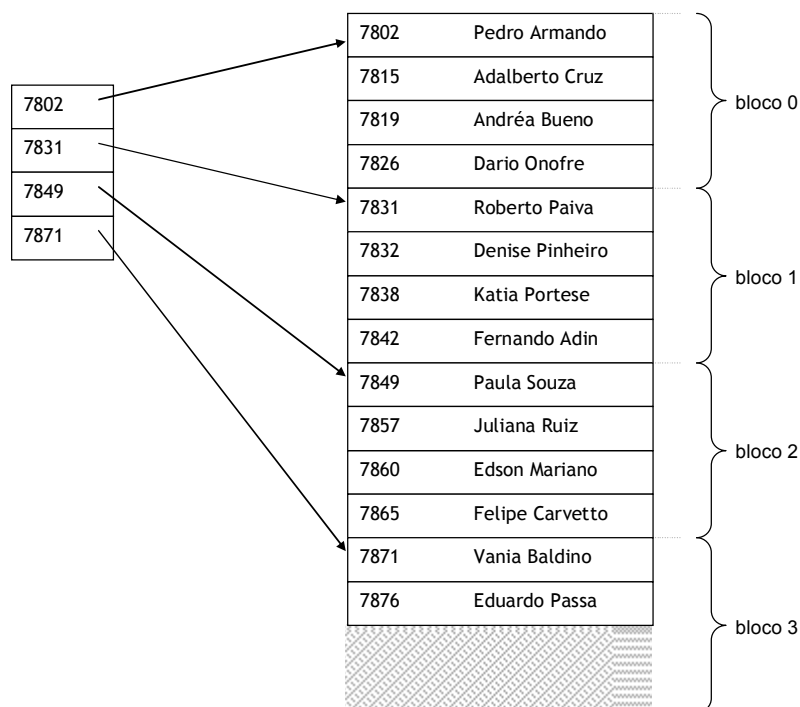 7802
7831
7849
7871
7802 Pedro Armando
7815 Adalberto Cruz
7819 Andréa Bueno
7826 Dario Onofre
bloco 0
7831 Roberto Paiva
7832 Denise Pinheiro
7838 Katia Portese
7842 Fernando Adin
bloco 1
7849 Paula Souza
7857 Juliana Ruiz
7860 Edson Mariano
7865 Felipe Carvetto
bloco 2
7871 Vania Baldino
7876 Eduardo Passa
bloco 3